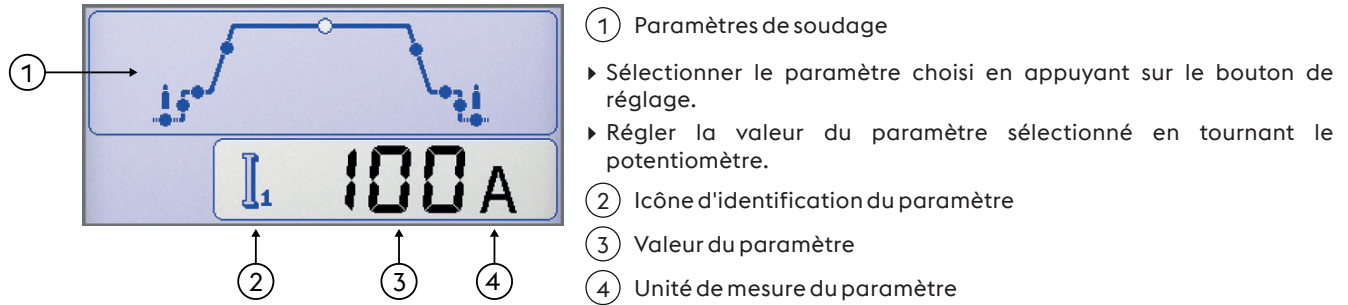 1
1 Paramètres de soudage
▸ Sélectionner le paramètre choisi en appuyant sur le bouton de
réglage.
▸ Régler la valeur du paramètre sélectionné en tournant le
potentiomètre.
I1 100 A
2 Icône d'identification du paramètre
3 Valeur du paramètre
2 3 4
4 Unité de mesure du paramètre